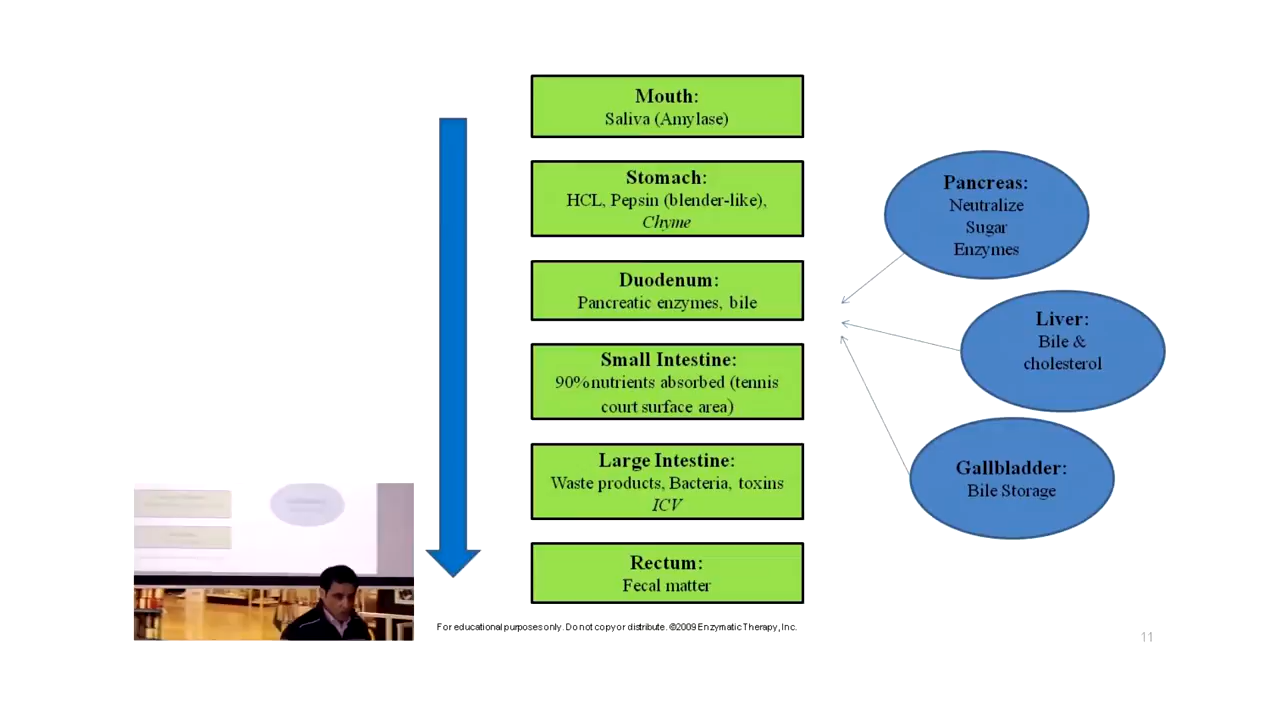 Mouth:
Saliva (Amylase)
Stomach:
HCL, Pepsin (blender-like),
Chyme
Duodenum:
Pancreatic enzymes, bile
Small Intestine:
90%nutrients absorbed (tennis
court surface area)
Large Intestine:
Waste products, Bacteria, toxins
ICV
Rectum:
Fecal matter
Pancreas:
Neutralize
Sugar
Enzymes
Liver:
Bile &
cholesterol
Gallbladder:
Bile Storage
For educational purposes only. Do not copy or distribute. ©2009 Enzymatic Therapy, Inc.
11